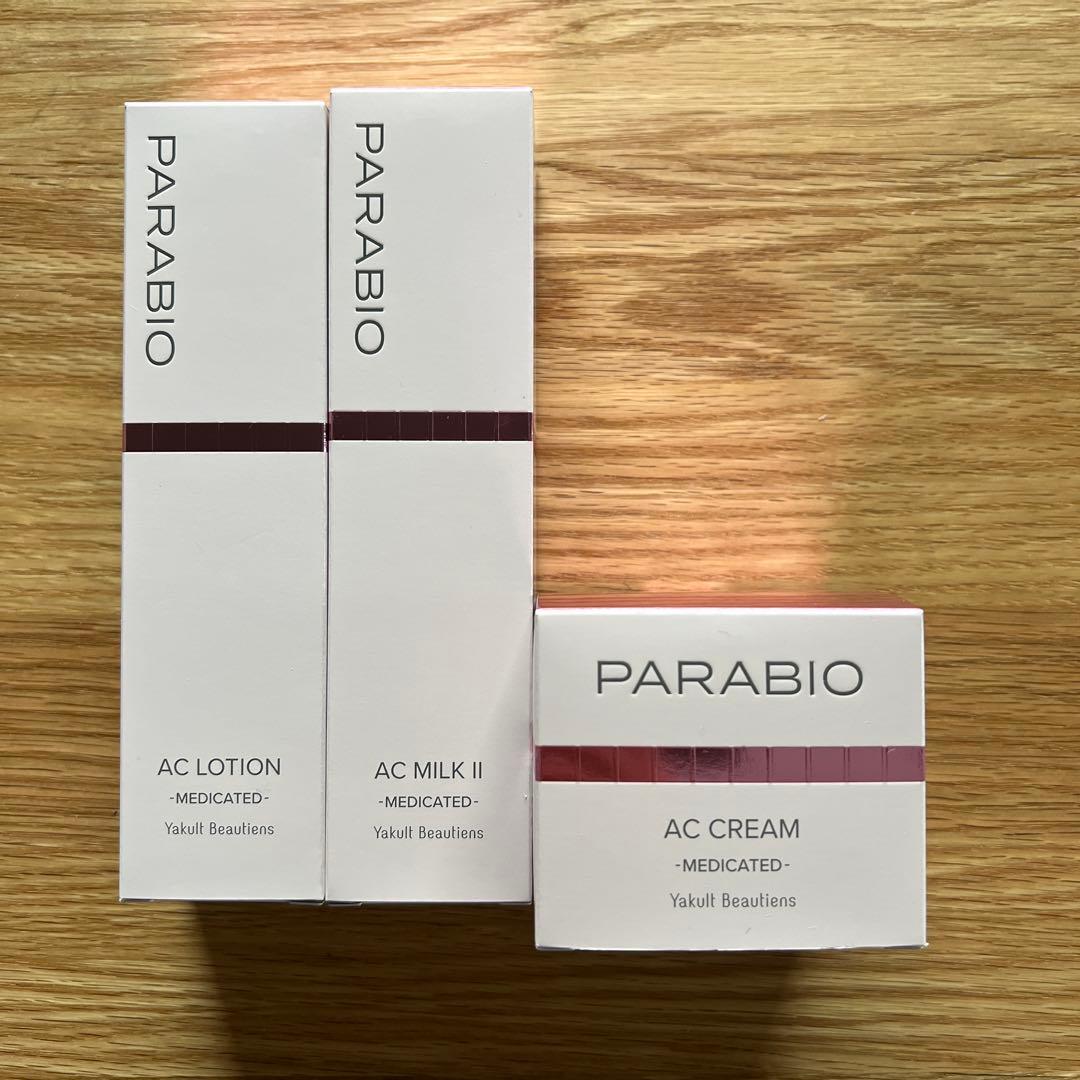 PARABIO
AC LOTION
-MEDICATED-
Yakult Beautiens
PARABIO
AC MILK II
-MEDICATED-
Yakult Beautiens
PARABIO
AC CREAM
-MEDICATED-
Yakult Beautiens